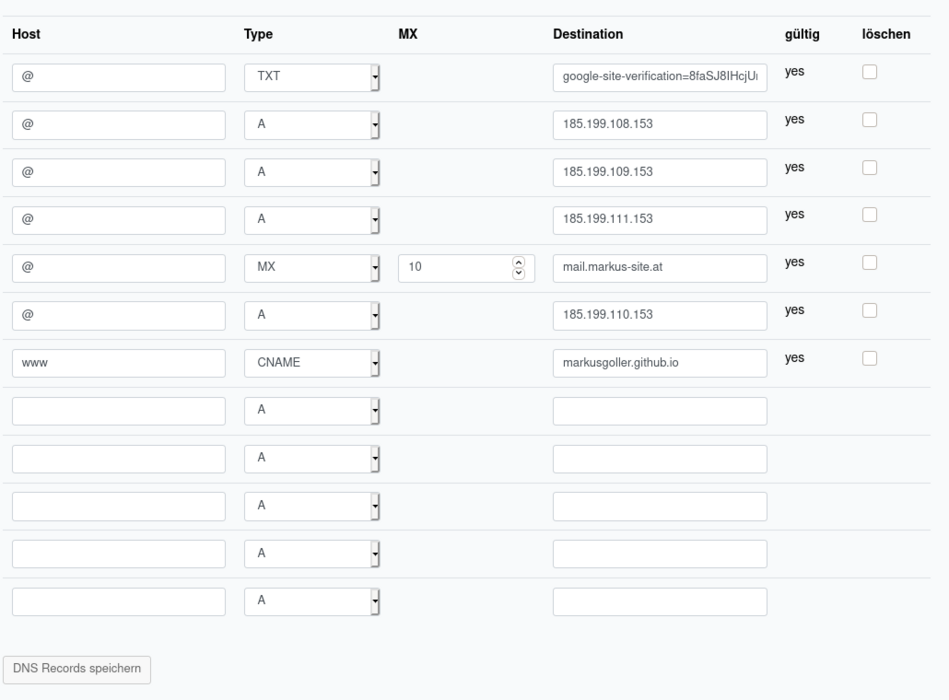 Host Type MX Destination gültig löschen
@ TXT google-site-verification=8faSJ8IHcjU yes
@ A 185.199.108.153 yes
@ A 185.199.109.153 yes
@ A 185.199.111.153 yes
@ MX 10 mail.markus-site.at yes
@ A 185.199.110.153 yes
www CNAME markusgoller.github.io yes
A
A
A
A
A
DNS Records speichern